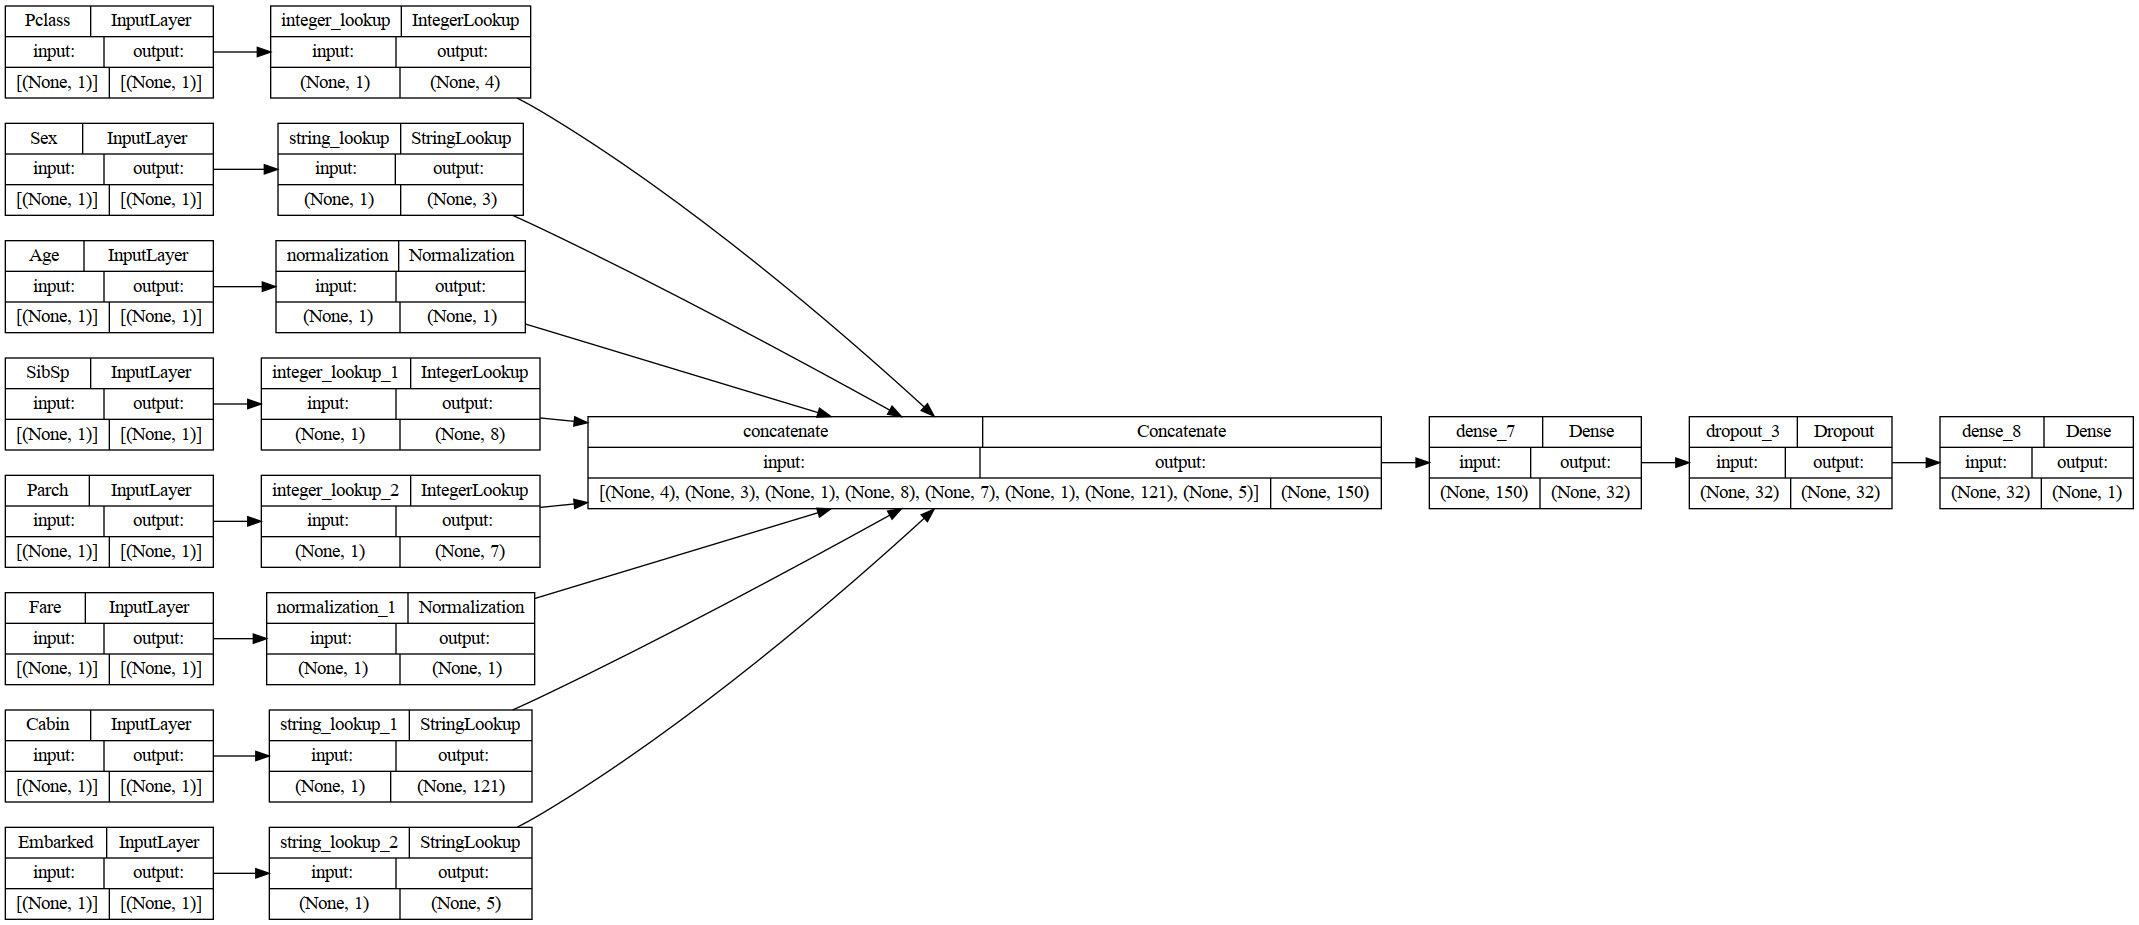 Pclass InputLayer
input: output:
[(None, 1)] [(None, 1)]
integer_lookup IntegerLookup
input: output:
(None, 1) (None, 4)
Sex InputLayer
input: output:
[(None, 1)] [(None, 1)]
string_lookup StringLookup
input: output:
(None, 1) (None, 3)
Age InputLayer
input: output:
[(None, 1)] [(None, 1)]
normalization Normalization
input: output:
(None, 1) (None, 1)
SibSp InputLayer
input: output:
[(None, 1)] [(None, 1)]
integer_lookup_1 IntegerLookup
input: output:
(None, 1) (None, 8)
Parch InputLayer
input: output:
[(None, 1)] [(None, 1)]
integer_lookup_2 IntegerLookup
input: output:
(None, 1) (None, 7)
Fare InputLayer
input: output:
[(None, 1)] [(None, 1)]
normalization_1 Normalization
input: output:
(None, 1) (None, 1)
Cabin InputLayer
input: output:
[(None, 1)] [(None, 1)]
string_lookup_1 StringLookup
input: output:
(None, 1) (None, 121)
Embarked InputLayer
input: output:
[(None, 1)] [(None, 1)]
string_lookup_2 StringLookup
input: output:
(None, 1) (None, 5)
concatenate Concatenate
input: output:
[(None, 4), (None, 3), (None, 1), (None, 8), (None, 7), (None, 1), (None, 121), (None, 5)] (None, 150)
dense_7 Dense
input: output:
(None, 150) (None, 32)
dropout_3 Dropout
input: output:
(None, 32) (None, 32)
dense_8 Dense
input: output:
(None, 32) (None, 1)